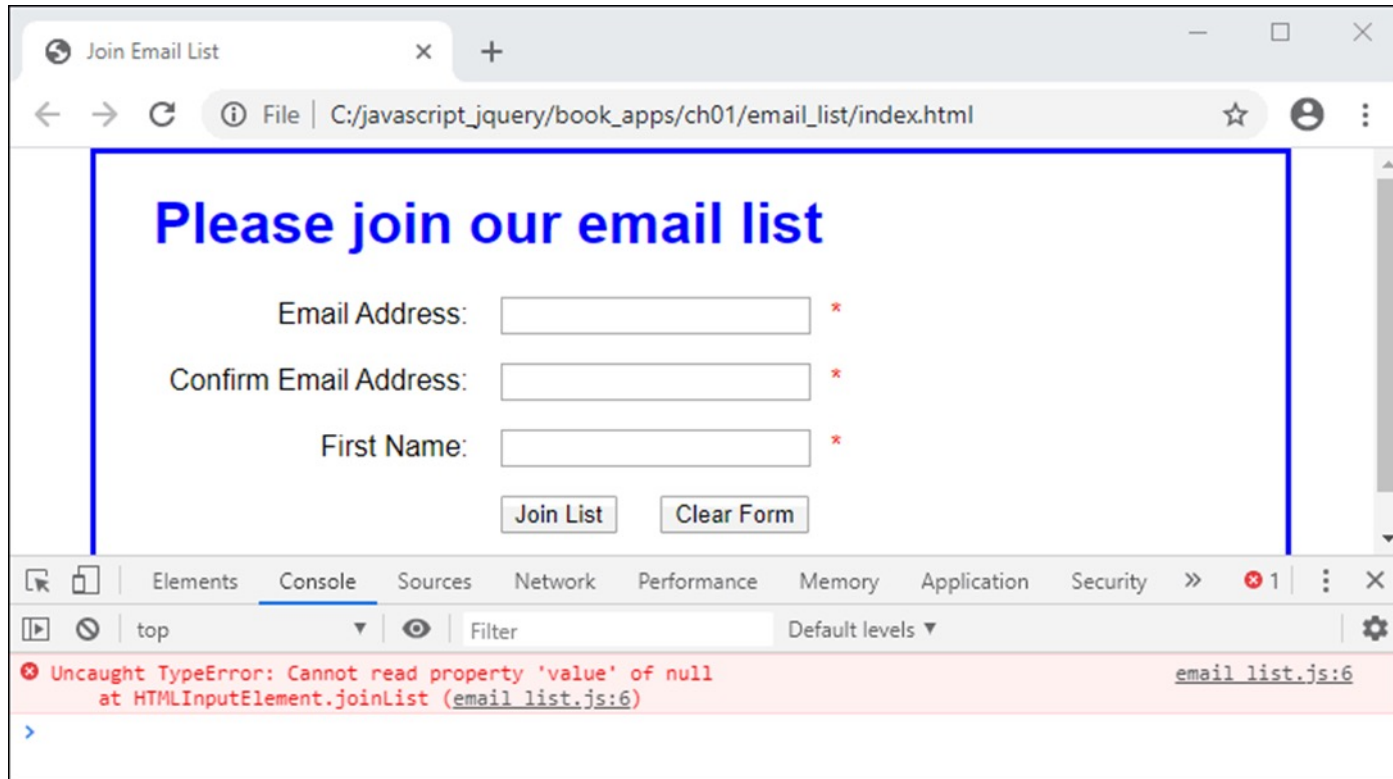 Join Email List
File C:/javascript_jquery/book_apps/ch01/email_list/index.html
Please join our email list
Email Address: *
Confirm Email Address: *
First Name: *
Join List Clear Form
Elements Console Sources Network Performance Memory Application Security » 1
top Filter Default levels ▼
Uncaught TypeError: Cannot read property 'value' of null email_list.js:6
at HTMLInputElement.joinList (email_list.js:6)
>